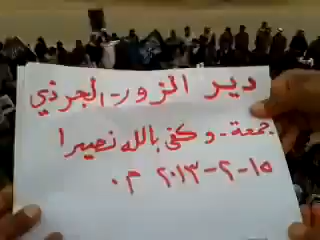 دير الزور - الجرذي
جمعة - وكفى بالله نصيرا
١٥-٢-٢٠١٣ م.